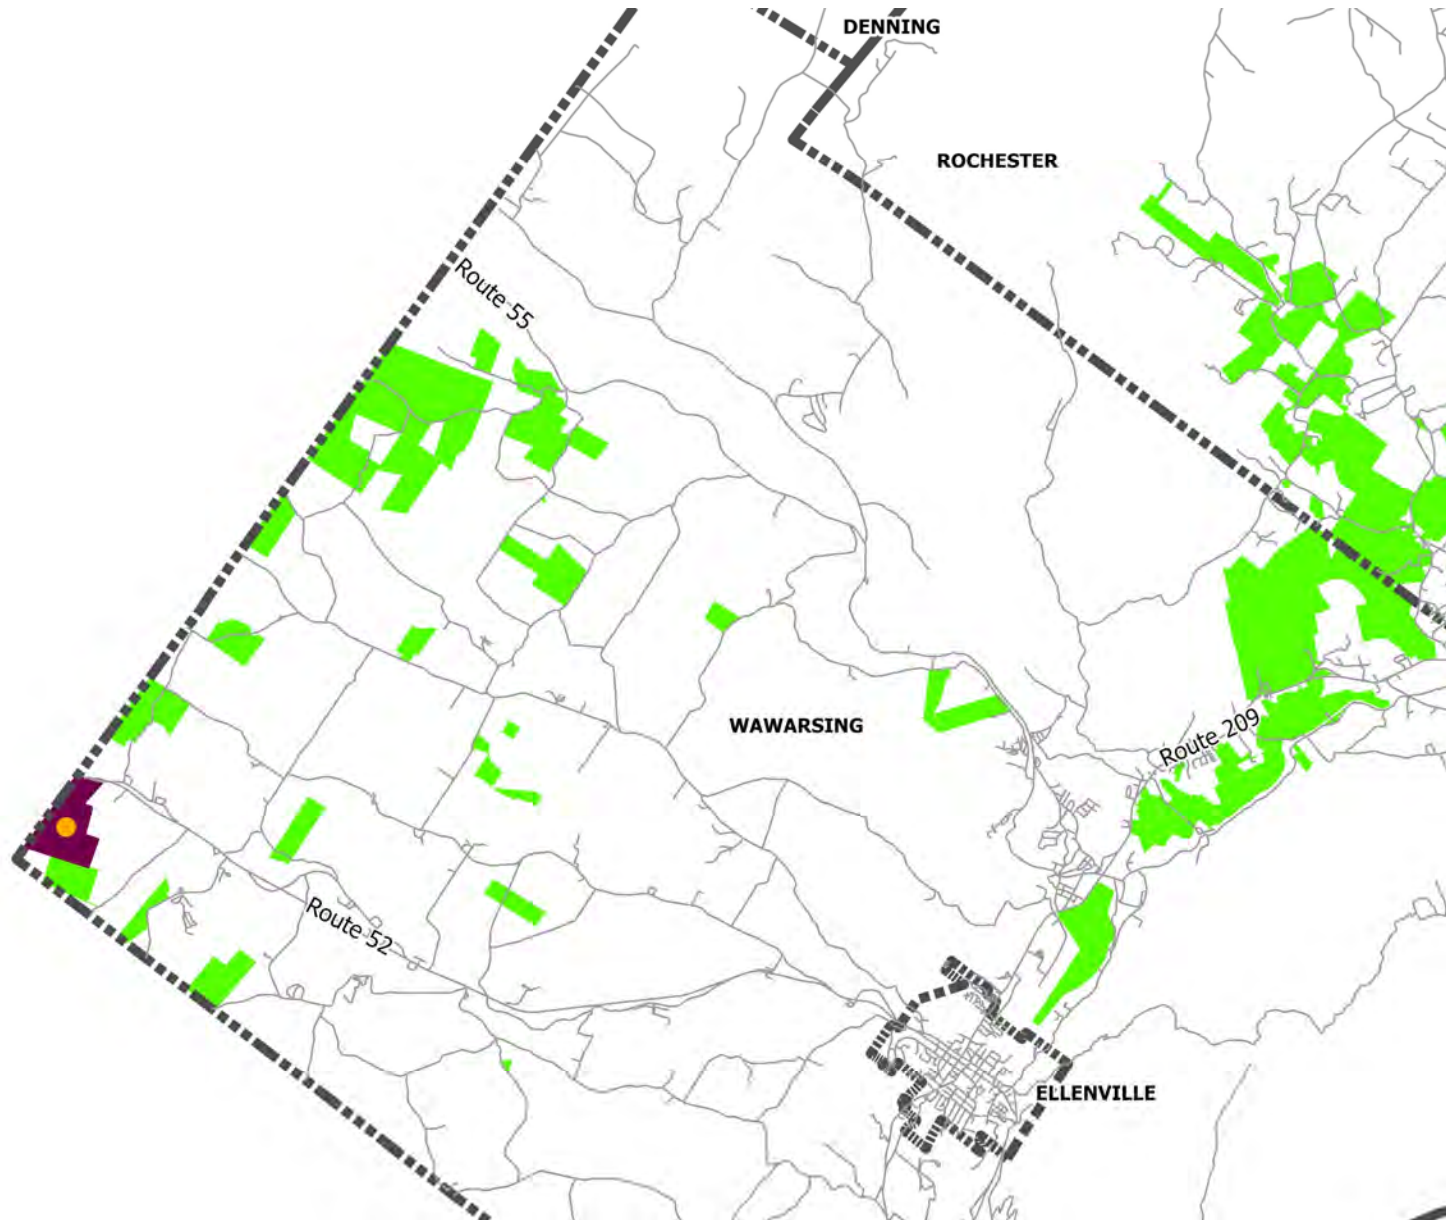 DENNING
ROCHESTER
Route 55
WAWARSING
Route 209
Route 52
ELLENVILLE